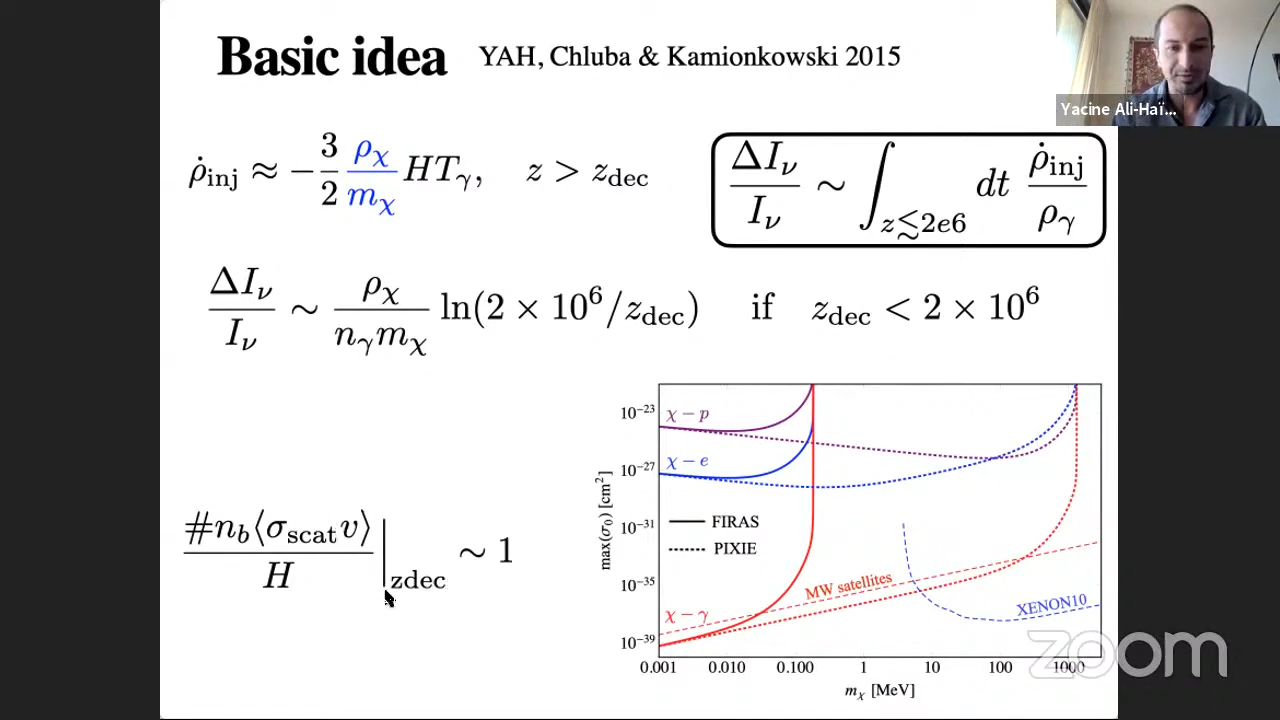 Basic idea YAH, Chluba & Kamionkowski 2015
Yacine Ali-Haï...
ρ̇_inj ≈ −3/2 ρ_χ/m_χ HT_γ, z > z_dec
ΔI_ν/I_ν ∼ ∫_{z≲2e6} dt ρ̇_inj/ρ_γ
ΔI_ν/I_ν ∼ ρ_χ/(n_γ m_χ) ln(2 × 10^6/z_dec) if z_dec < 2 × 10^6
#n_b⟨σ_scat v⟩/H |_zdec ∼ 1
max(σ_0) [cm^2]
10^−23
10^−27
10^−31
10^−35
10^−39
χ − p
χ − e
FIRAS
PIXIE
MW satellites
χ − γ
XENON10
0.001 0.010 0.100 1 10 100 1000
m_χ [MeV]
zoom